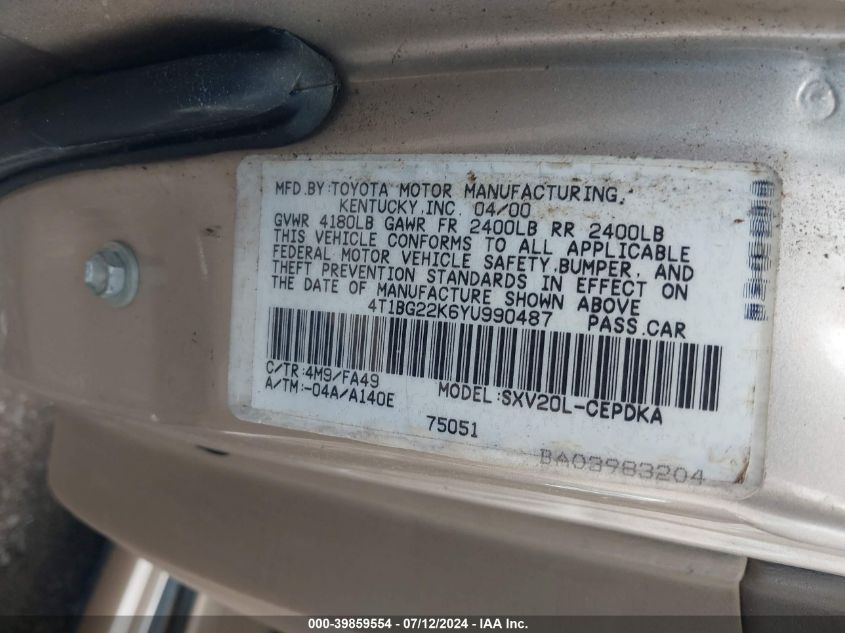 MFD.BY:TOYOTA MOTOR MANUFACTURING,
KENTUCKY,INC. 04/00
GVWR 4180LB GAWR FR 2400LB RR 2400LB
THIS VEHICLE CONFORMS TO ALL APPLICABLE
FEDERAL MOTOR VEHICLE SAFETY,BUMPER, AND
THEFT PREVENTION STANDARDS IN EFFECT ON
THE DATE OF MANUFACTURE SHOWN ABOVE
4T1BG22K6YU990487 PASS.CAR
C/TR:4M9/FA49
A/TM:-04A/A140E MODEL:SXV20L-CEPDKA
75051
BA03983204
000-39859554 | 07/12/2024 | IAA Inc.